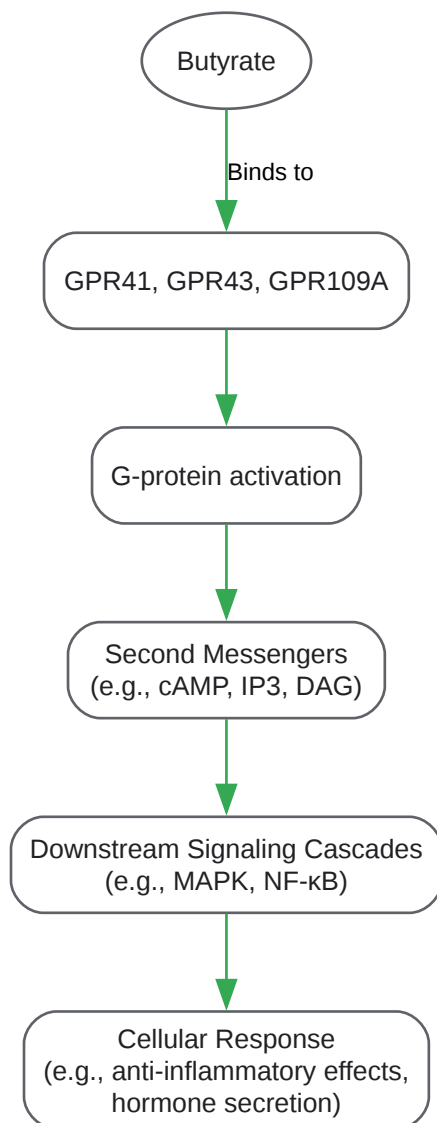 Butyrate
Binds to
GPR41, GPR43, GPR109A
G-protein activation
Second Messengers
(e.g., cAMP, IP3, DAG)
Downstream Signaling Cascades
(e.g., MAPK, NF-κB)
Cellular Response
(e.g., anti-inflammatory effects,
hormone secretion)